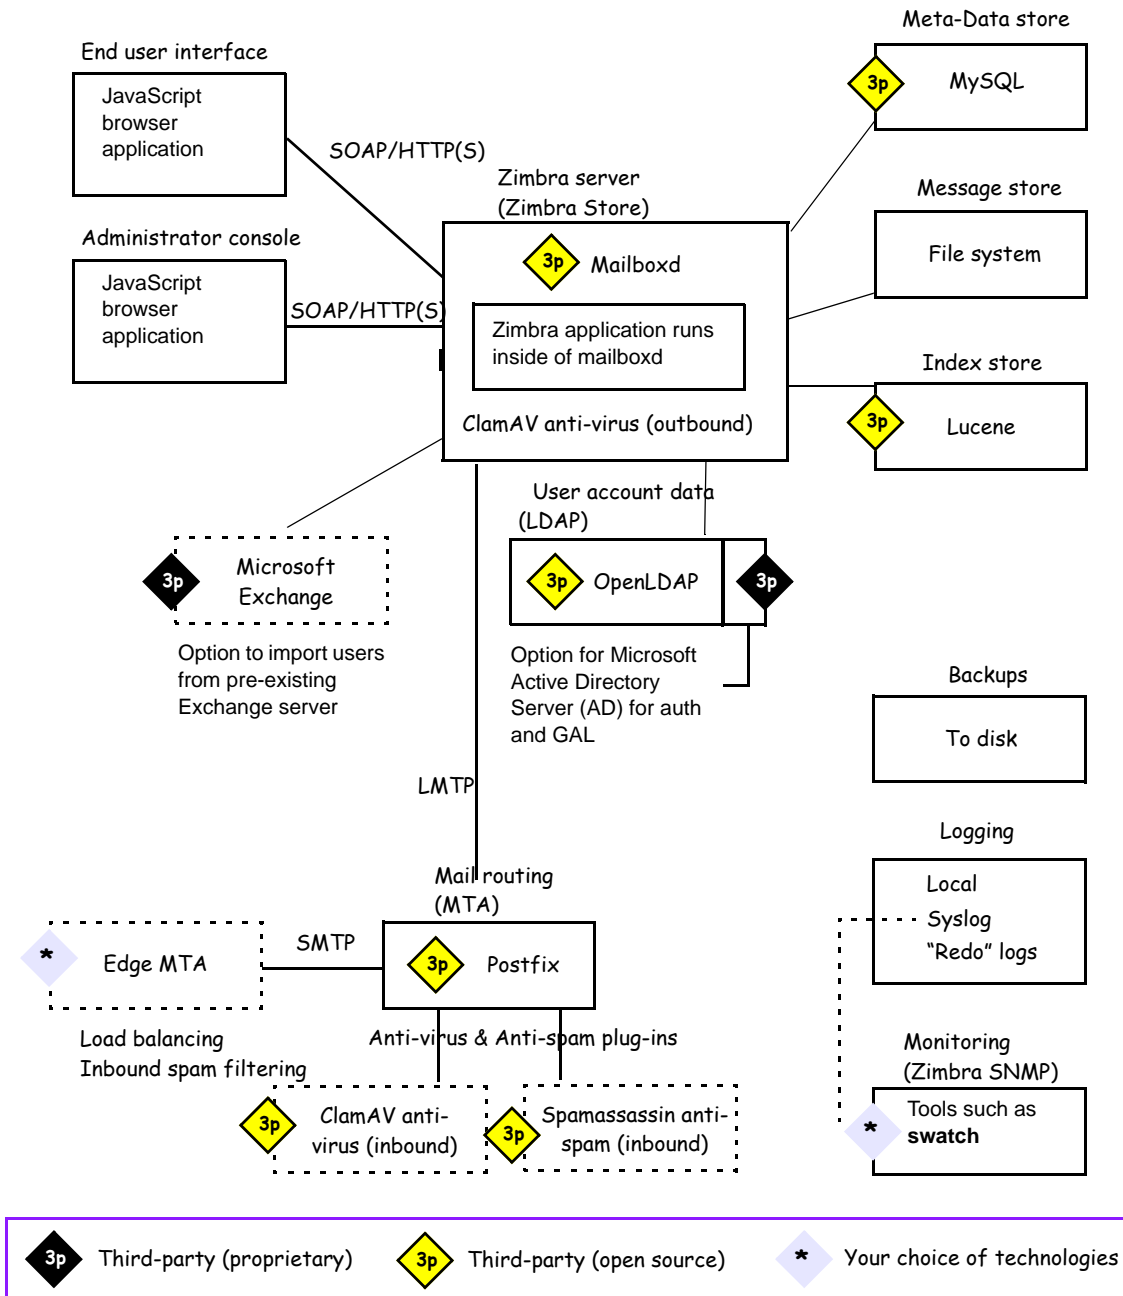 Meta-Data store
End user interface
JavaScript
browser
application
3p
MySQL
SOAP/HTTP(S)
Zimbra server
(Zimbra Store)
Message store
File system
Administrator console
JavaScript
browser
application
SOAP/HTTP(S)
3p
Mailboxd
Zimbra application runs
inside of mailboxd
ClamAV anti-virus (outbound)
Index store
3p
Lucene
User account data
(LDAP)
3p
Microsoft
Exchange
3p
OpenLDAP
3p
Option to import users
from pre-existing
Exchange server
Option for Microsoft
Active Directory
Server (AD) for auth
and GAL
Backups
To disk
LMTP
Logging
Local
Syslog
“Redo” logs
Mail routing
(MTA)
*
Edge MTA
SMTP
3p
Postfix
Load balancing
Inbound spam filtering
Anti-virus & Anti-spam plug-ins
Monitoring
(Zimbra SNMP)
3p
ClamAV anti-
virus (inbound)
3p
Spamassassin anti-
spam (inbound)
*
Tools such as
swatch
3p
Third-party (proprietary)
3p
Third-party (open source)
*
Your choice of technologies